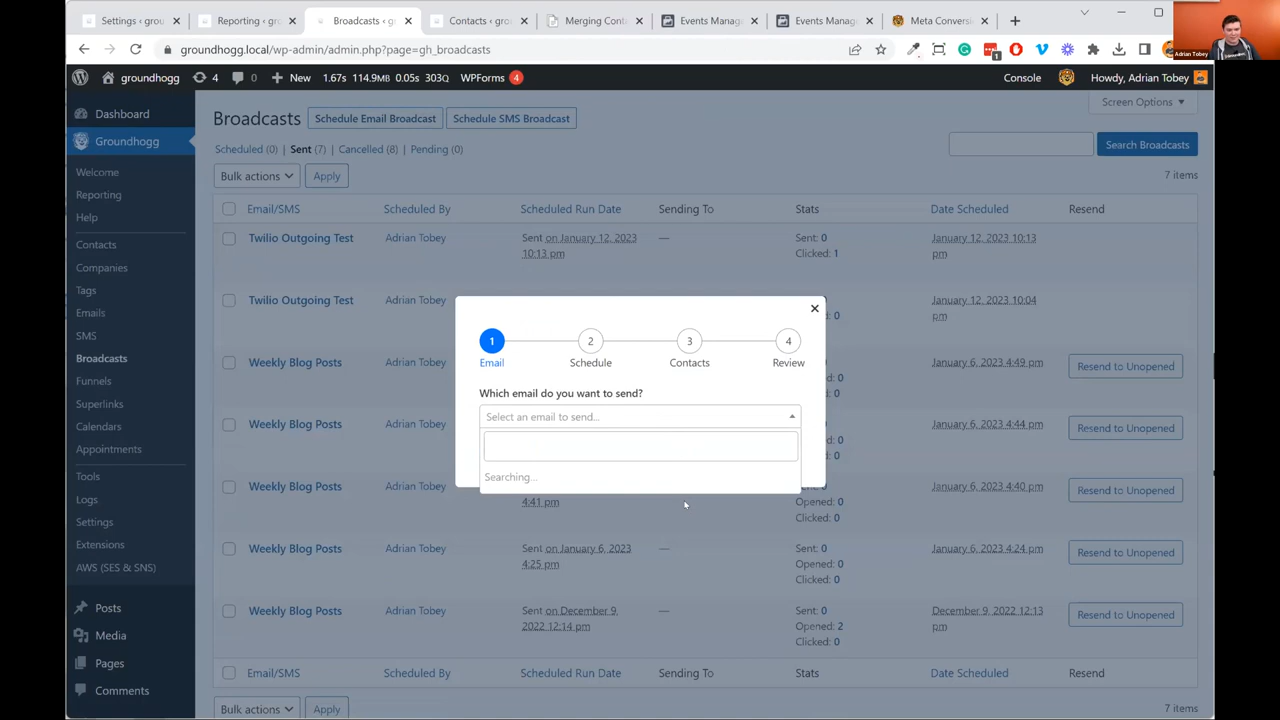 Settings ‹ grou
Reporting ‹ gro
Broadcasts ‹ g
Contacts ‹ grou
Merging Cont
Events Manag
Events Manag
Meta Conversi
groundhogg.local/wp-admin/admin.php?page=gh_broadcasts
1
Adrian Tobey
groundhogg
4
0
New
1.67s 114.9MB 0.05s 303Q
WPForms 4
Console
Howdy, Adrian Tobey
Dashboard
Groundhogg
Welcome
Reporting
Help
Contacts
Companies
Tags
Emails
SMS
Broadcasts
Funnels
Superlinks
Calendars
Appointments
Tools
Logs
Settings
Extensions
AWS (SES & SNS)
Posts
Media
Pages
Comments
Screen Options
Broadcasts
Schedule Email Broadcast
Schedule SMS Broadcast
Scheduled (0) | Sent (7) | Cancelled (8) | Pending (0)
Search Broadcasts
Bulk actions
Apply
7 items
Email/SMS
Scheduled By
Scheduled Run Date
Sending To
Stats
Date Scheduled
Resend
Twilio Outgoing Test
Adrian Tobey
Sent on January 12, 2023
10:13 pm
—
Sent: 0
Clicked: 1
January 12, 2023 10:13
pm
Twilio Outgoing Test
Adrian Tobey
0
January 12, 2023 10:04
pm
Weekly Blog Posts
Adrian Tobey
0
0
January 6, 2023 4:49 pm
Resend to Unopened
Weekly Blog Posts
Adrian Tobey
0
0
January 6, 2023 4:44 pm
Resend to Unopened
Weekly Blog Posts
Adrian Tobey
4:41 pm
Opened: 0
Clicked: 0
January 6, 2023 4:40 pm
Resend to Unopened
Weekly Blog Posts
Adrian Tobey
Sent on January 6, 2023
4:25 pm
—
Sent: 0
Opened: 0
Clicked: 0
January 6, 2023 4:24 pm
Resend to Unopened
Weekly Blog Posts
Adrian Tobey
Sent on December 9,
2022 12:14 pm
—
Sent: 0
Opened: 2
Clicked: 0
December 9, 2022 12:13
pm
Resend to Unopened
Email/SMS
Scheduled By
Scheduled Run Date
Sending To
Stats
Date Scheduled
Resend
Bulk actions
Apply
7 items
1
2
3
4
Email
Schedule
Contacts
Review
Which email do you want to send?
Select an email to send...
Searching...